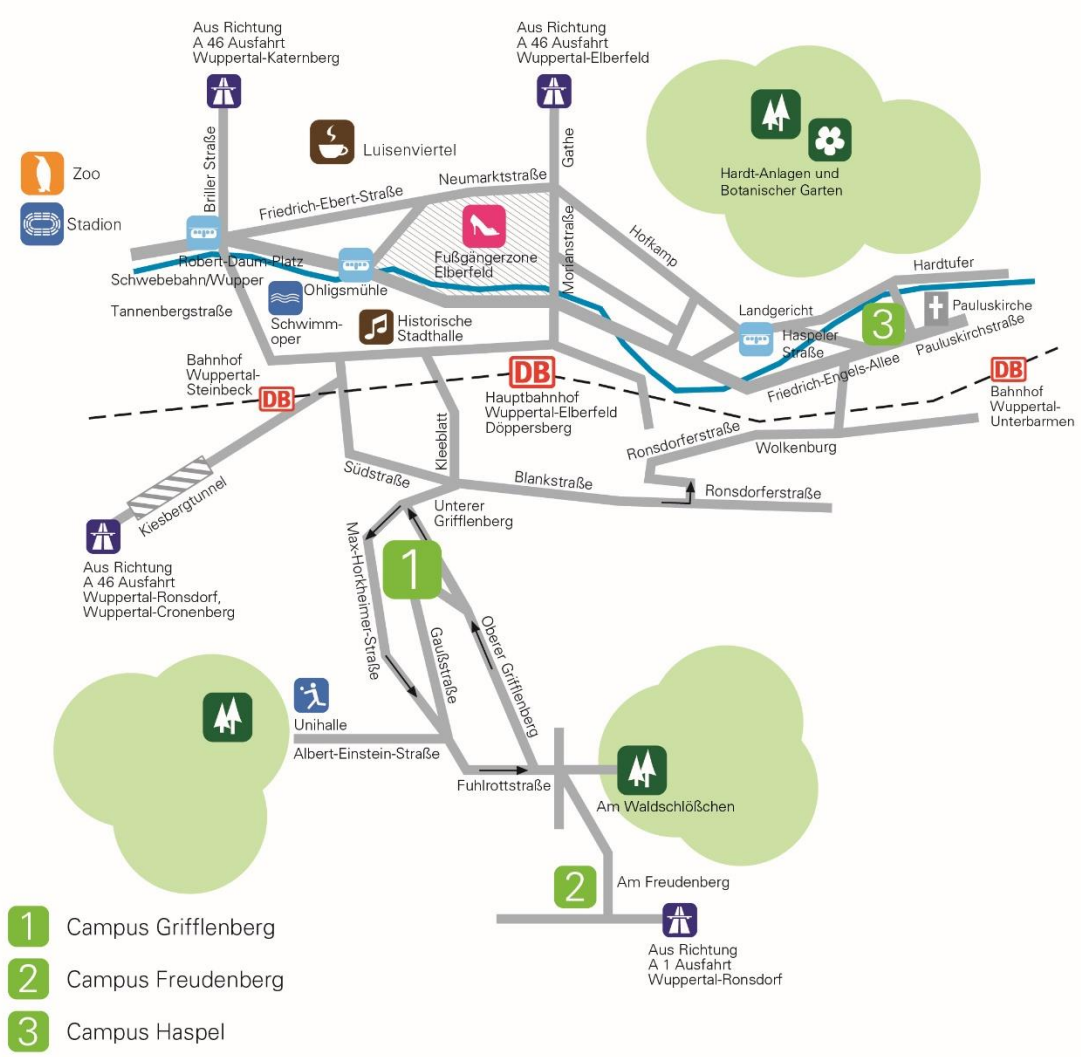 Aus Richtung
A 46 Ausfahrt
Wuppertal-Katernberg
Aus Richtung
A 46 Ausfahrt
Wuppertal-Elberfeld
Briller Straße
Gathe
Luisenviertel
Zoo
Stadion
Friedrich-Ebert-Straße
Neumarktstraße
Hardt-Anlagen und
Botanischer Garten
Morianstraße
Hofkamp
Fußgängerzone
Elberfeld
Robert-Daum-Platz
Schwebebahn/Wupper
Ohligsmühle
Hardtufer
Tannenbergstraße
Schwimm-
oper
Historische
Stadthalle
Landgericht
Haspeler
Straße
3
Pauluskirche
Pauluskirchstraße
Friedrich-Engels-Allee
Bahnhof
Wuppertal-
Steinbeck
DB
DB
Hauptbahnhof
Wuppertal-Elberfeld
Döppersberg
DB
Bahnhof
Wuppertal-
Unterbarmen
Kleeblatt
Ronsdorferstraße
Wolkenburg
Südstraße
Blankstraße
Ronsdorferstraße
Kiesbergtunnel
Unterer
Grifflenberg
Aus Richtung
A 46 Ausfahrt
Wuppertal-Ronsdorf,
Wuppertal-Cronenberg
1
Max-Horkheimer-Straße
Gaußstraße
Oberer Grifflenberg
Unihalle
Albert-Einstein-Straße
Fuhlrottstraße
Am Waldschlößchen
2
Am Freudenberg
Aus Richtung
A 1 Ausfahrt
Wuppertal-Ronsdorf
1 Campus Grifflenberg
2 Campus Freudenberg
3 Campus Haspel